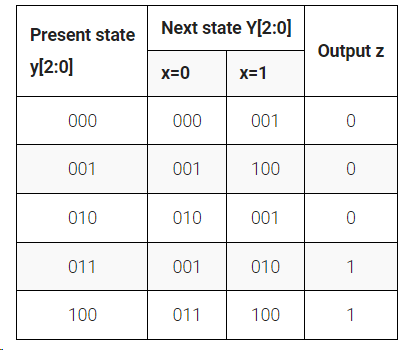 Present state y[2:0] Next state Y[2:0] Output z
x=0 x=1
000 000 001 0
001 001 100 0
010 010 001 0
011 001 010 1
100 011 100 1